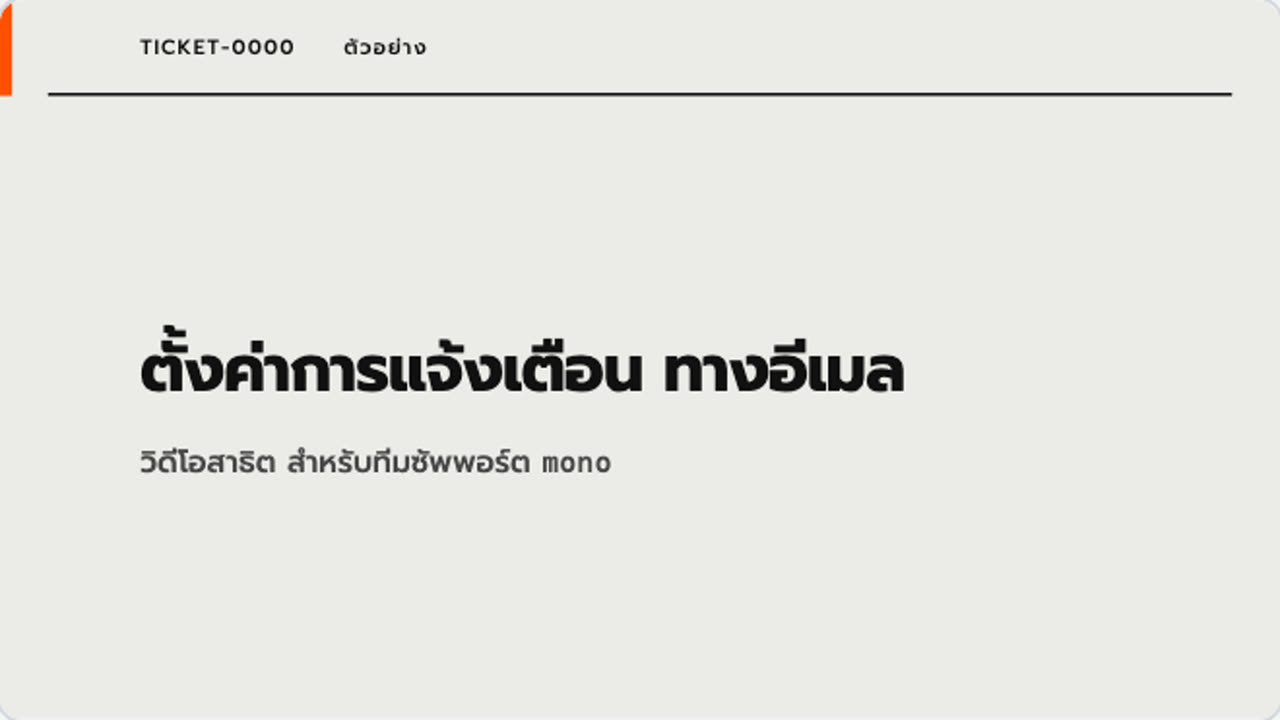 TICKET-0000 ตัวอย่าง
ตั้งค่าการแจ้งเตือน ทางอีเมล
วิดีโอสาธิต สำหรับทีมซัพพอร์ต mono